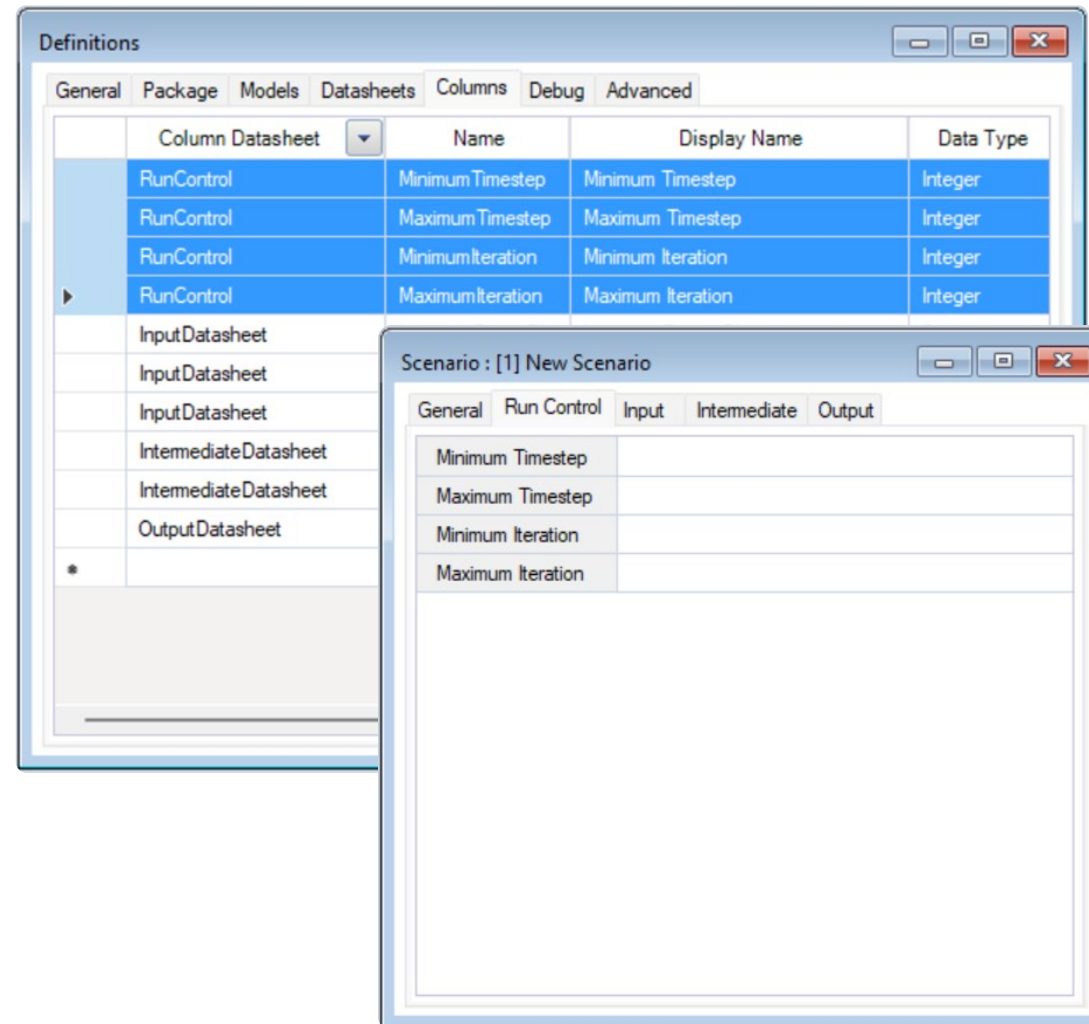 Definitions
General Package Models Datasheets Columns Debug Advanced
Column Datasheet Name Display Name Data Type
RunControl MinimumTimestep Minimum Timestep Integer
RunControl MaximumTimestep Maximum Timestep Integer
RunControl MinimumIteration Minimum Iteration Integer
RunControl MaximumIteration Maximum Iteration Integer
InputDatasheet
InputDatasheet
InputDatasheet
IntermediateDatasheet
IntermediateDatasheet
OutputDatasheet
Scenario : [1] New Scenario
General Run Control Input Intermediate Output
Minimum Timestep
Maximum Timestep
Minimum Iteration
Maximum Iteration